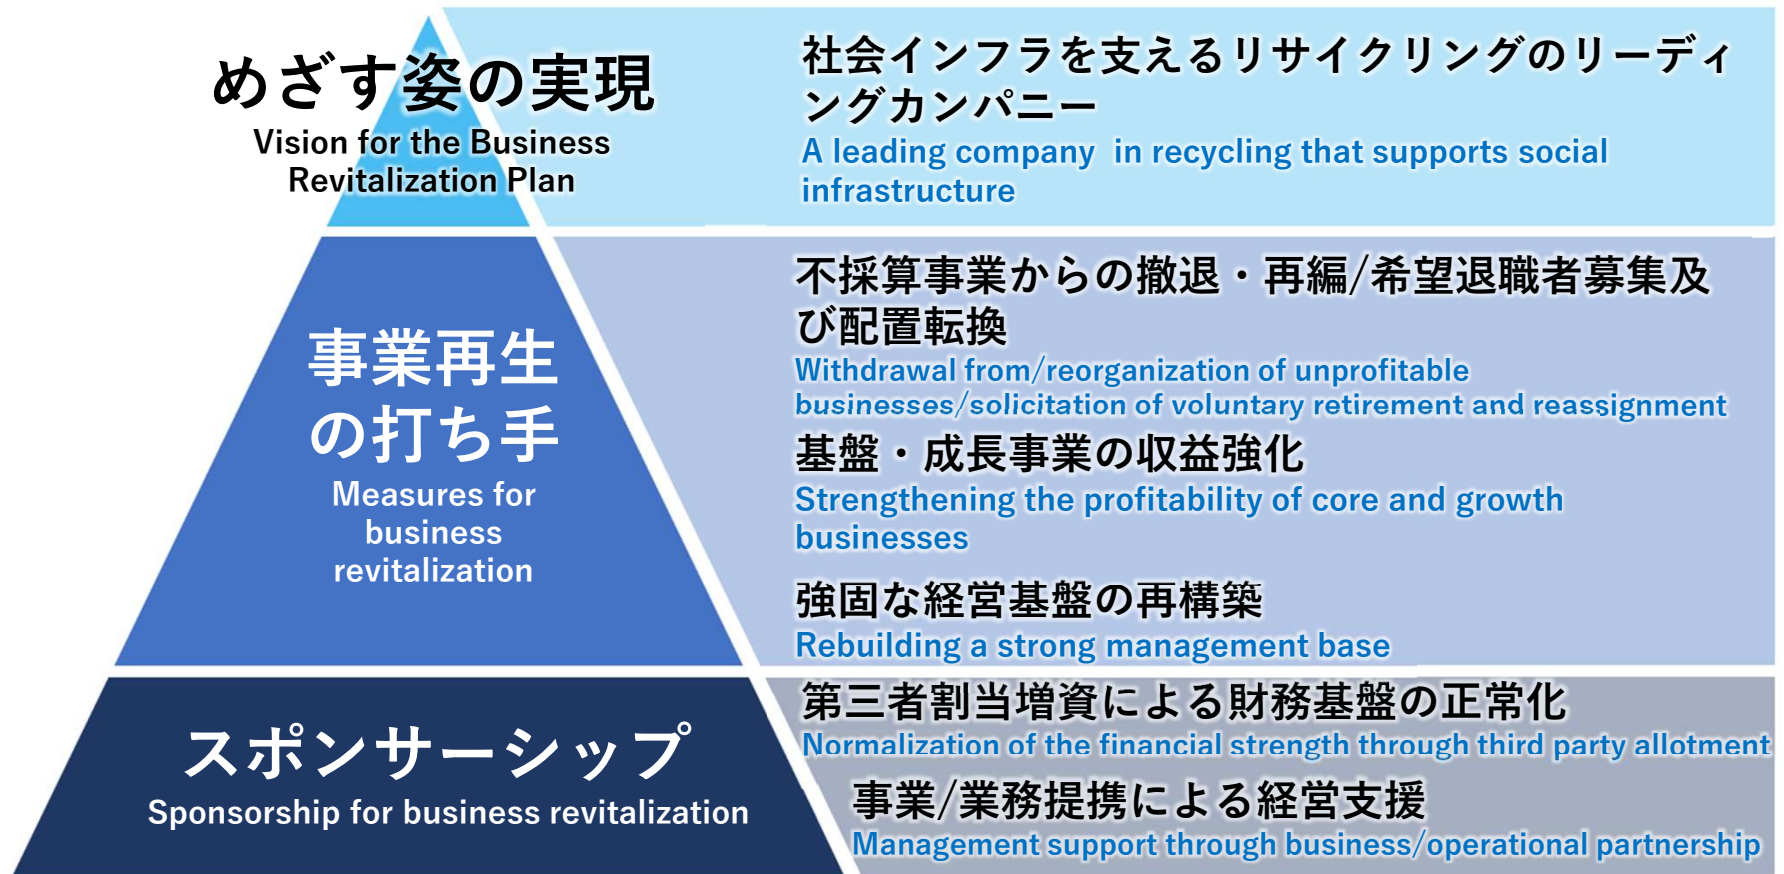 めざす姿の実現
Vision for the Business
Revitalization Plan
社会インフラを支えるリサイクリングのリーディ
ングカンパニー
A leading company in recycling that supports social
infrastructure
事業再生
の打ち手
Measures for
business
revitalization
不採算事業からの撤退・再編/希望退職者募集及
び配置転換
Withdrawal from/reorganization of unprofitable
businesses/solicitation of voluntary retirement and reassignment
基盤・成長事業の収益強化
Strengthening the profitability of core and growth
businesses
強固な経営基盤の再構築
Rebuilding a strong management base
スポンサーシップ
Sponsorship for business revitalization
第三者割当増資による財務基盤の正常化
Normalization of the financial strength through third party allotment
事業/業務提携による経営支援
Management support through business/operational partnership